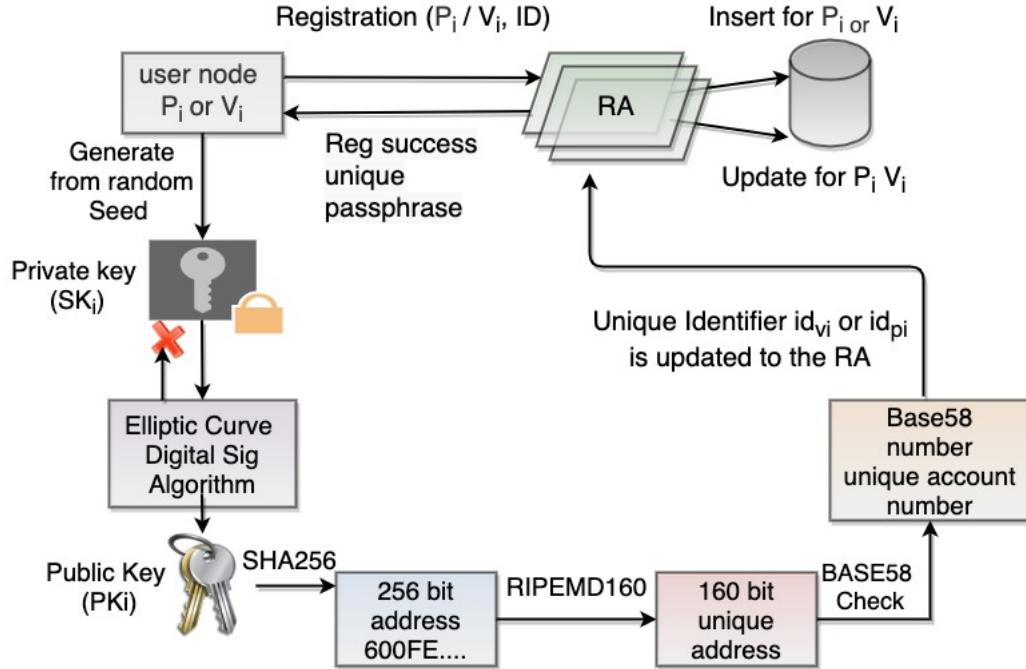 Registration (Pi / Vi, ID)
Insert for Pi or Vi
user node
Pi or Vi
RA
Generate
from random
Seed
Reg success
unique
passphrase
Update for Pi Vi
Private key
(SKi)
Unique Identifier idvi or idpi
is updated to the RA
Elliptic Curve
Digital Sig
Algorithm
Base58
number
unique account
number
Public Key
(PKi)
SHA256
256 bit
address
600FE....
RIPEMD160
160 bit
unique
address
BASE58
Check